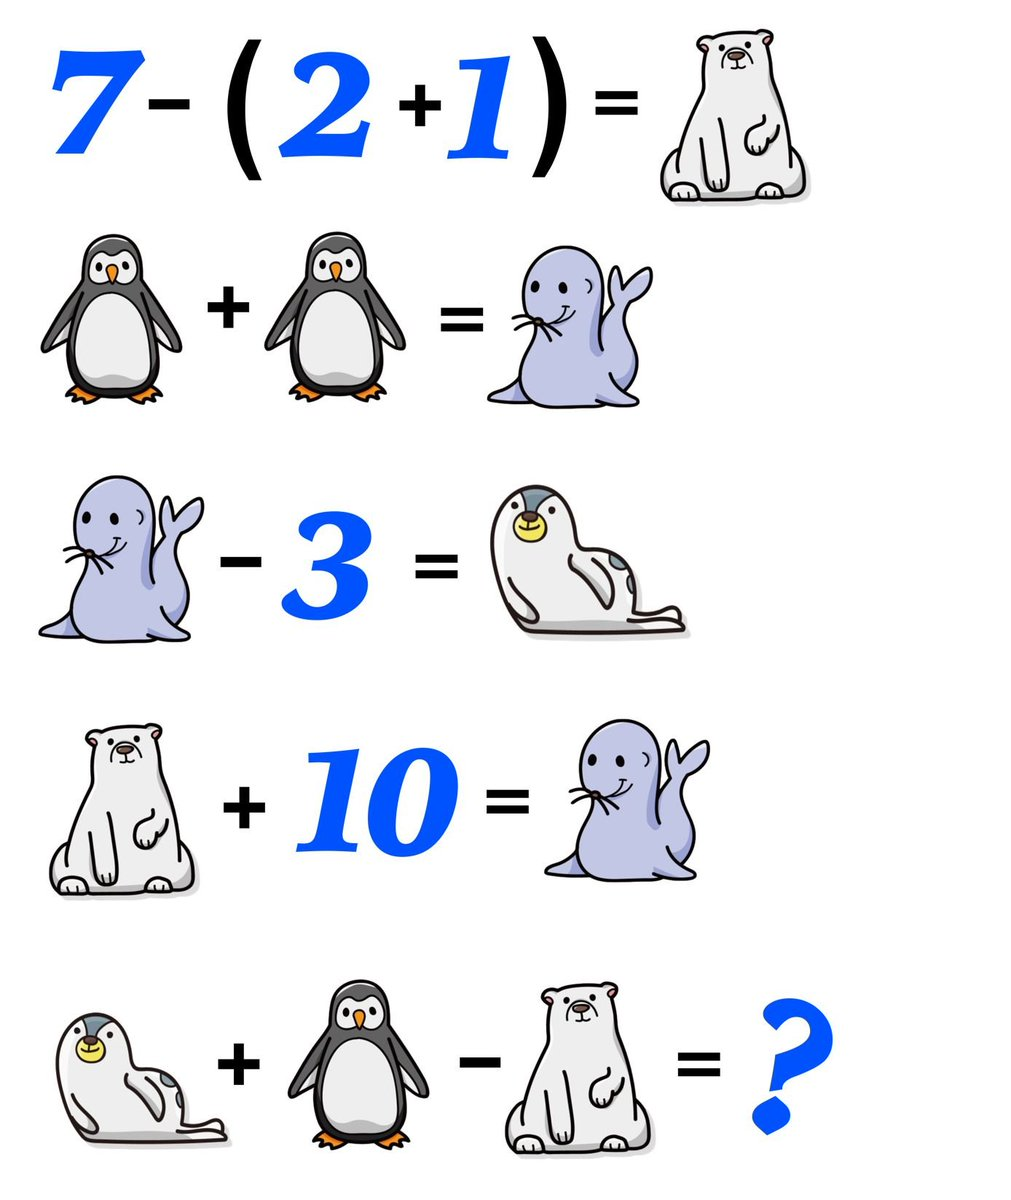 7 - (2 + 1) =
+ =
- 3 =
+ 10 =
+ - = ?